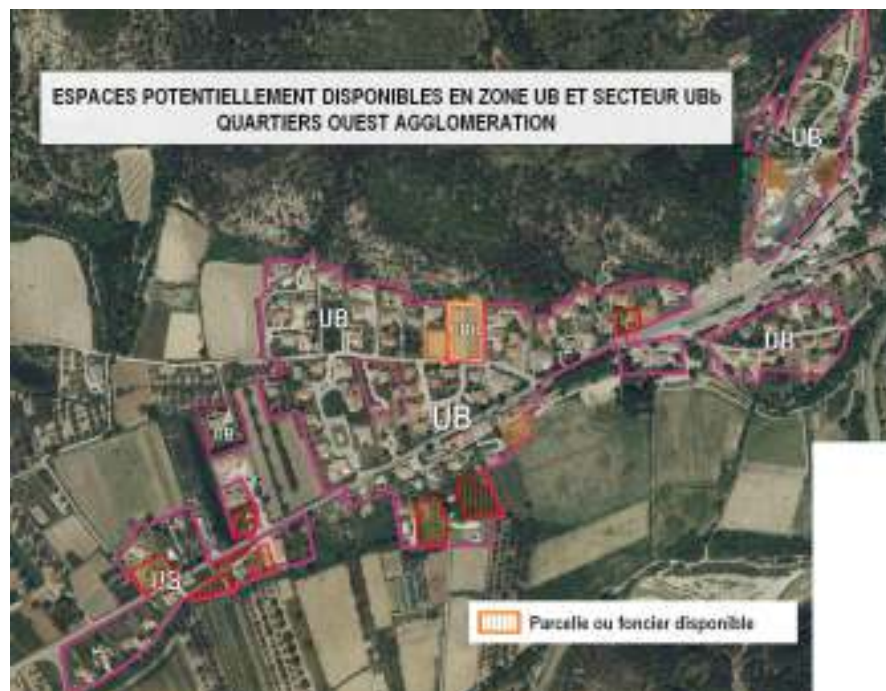 ESPACES POTENTIELLEMENT DISPONIBLES EN ZONE UB ET SECTEUR UBb
QUARTIERS OUEST AGGLOMERATION
UB
UB
UB
UB
UB
UB
Parcelle ou foncier disponible